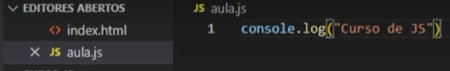 EDITORES ABERTOS
<> index.html
JS aula.js
JS aula.js
1 console.log("Curso de JS")